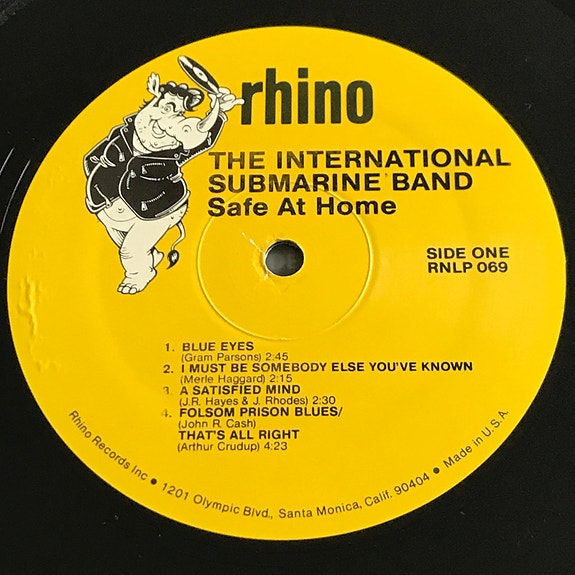 rhino
THE INTERNATIONAL
SUBMARINE BAND
Safe At Home
SIDE ONE
RNLP 069
1. BLUE EYES
(Gram Parsons) 2:45
2. I MUST BE SOMEBODY ELSE YOU'VE KNOWN
(Merle Haggard) 2:15
3. A SATISFIED MIND
(J.R. Hayes & J. Rhodes) 2:30
4. FOLSOM PRISON BLUES/
(John R. Cash)
THAT'S ALL RIGHT
(Arthur Crudup) 4:23
Rhino Records Inc • 1201 Olympic Blvd., Santa Monica, Calif. 90404 • Made in U.S.A.